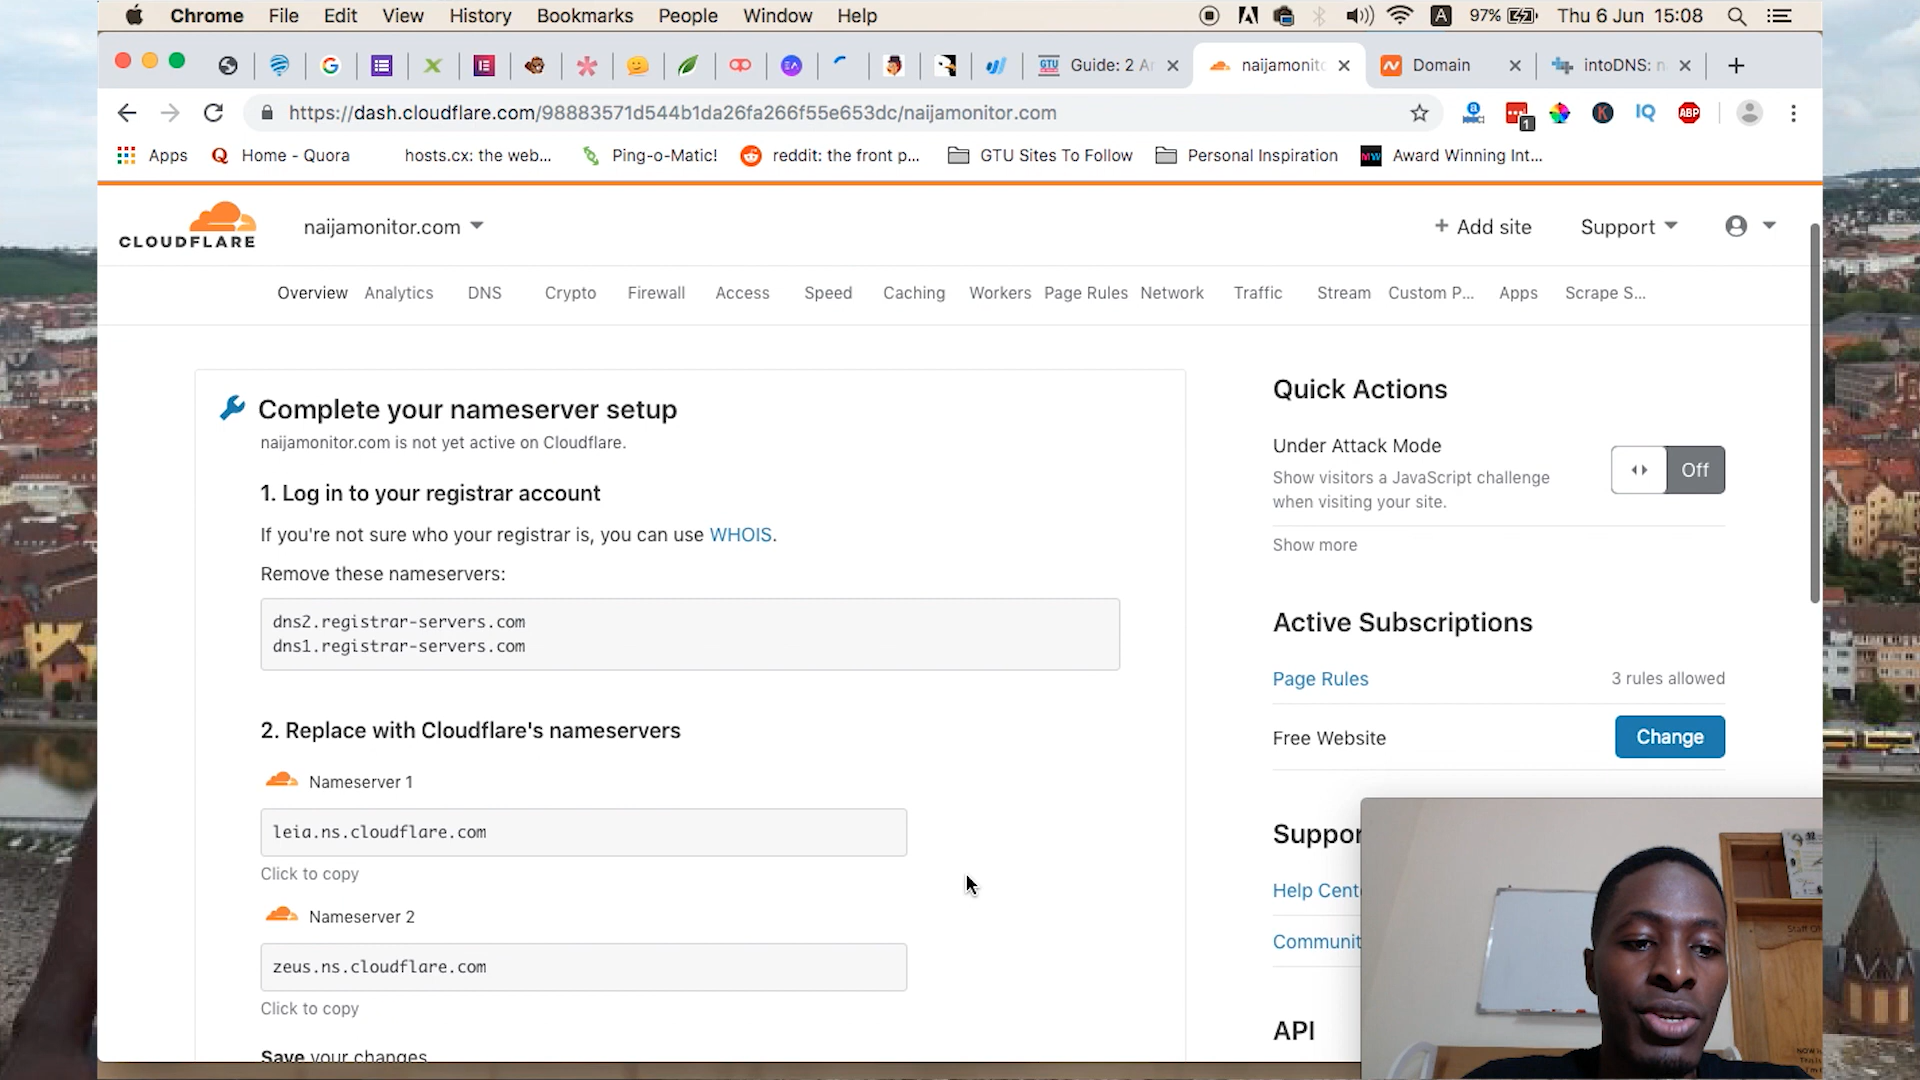 Chrome File Edit View History Bookmarks People Window Help
97% Thu 6 Jun 15:08
GTU Guide: 2 A
naijamonito
Domain
intoDNS: n
https://dash.cloudflare.com/98883571d544b1da26fa266f55e653dc/naijamonitor.com
1 IQ ABP
Apps Home - Quora hosts.cx: the web... Ping-o-Matic! reddit: the front p... GTU Sites To Follow Personal Inspiration MW Award Winning Int...
CLOUDFLARE
naijamonitor.com
+ Add site Support
Overview Analytics DNS Crypto Firewall Access Speed Caching Workers Page Rules Network Traffic Stream Custom P... Apps Scrape S...
Complete your nameserver setup
naijamonitor.com is not yet active on Cloudflare.
1. Log in to your registrar account
If you're not sure who your registrar is, you can use WHOIS.
Remove these nameservers:
dns2.registrar-servers.com
dns1.registrar-servers.com
2. Replace with Cloudflare's nameservers
Nameserver 1
leia.ns.cloudflare.com
Click to copy
Nameserver 2
zeus.ns.cloudflare.com
Click to copy
Save your changes
Quick Actions
Under Attack Mode
Show visitors a JavaScript challenge
when visiting your site.
Off
Show more
Active Subscriptions
Page Rules 3 rules allowed
Free Website Change
Suppor
Help Cent
Communit
API